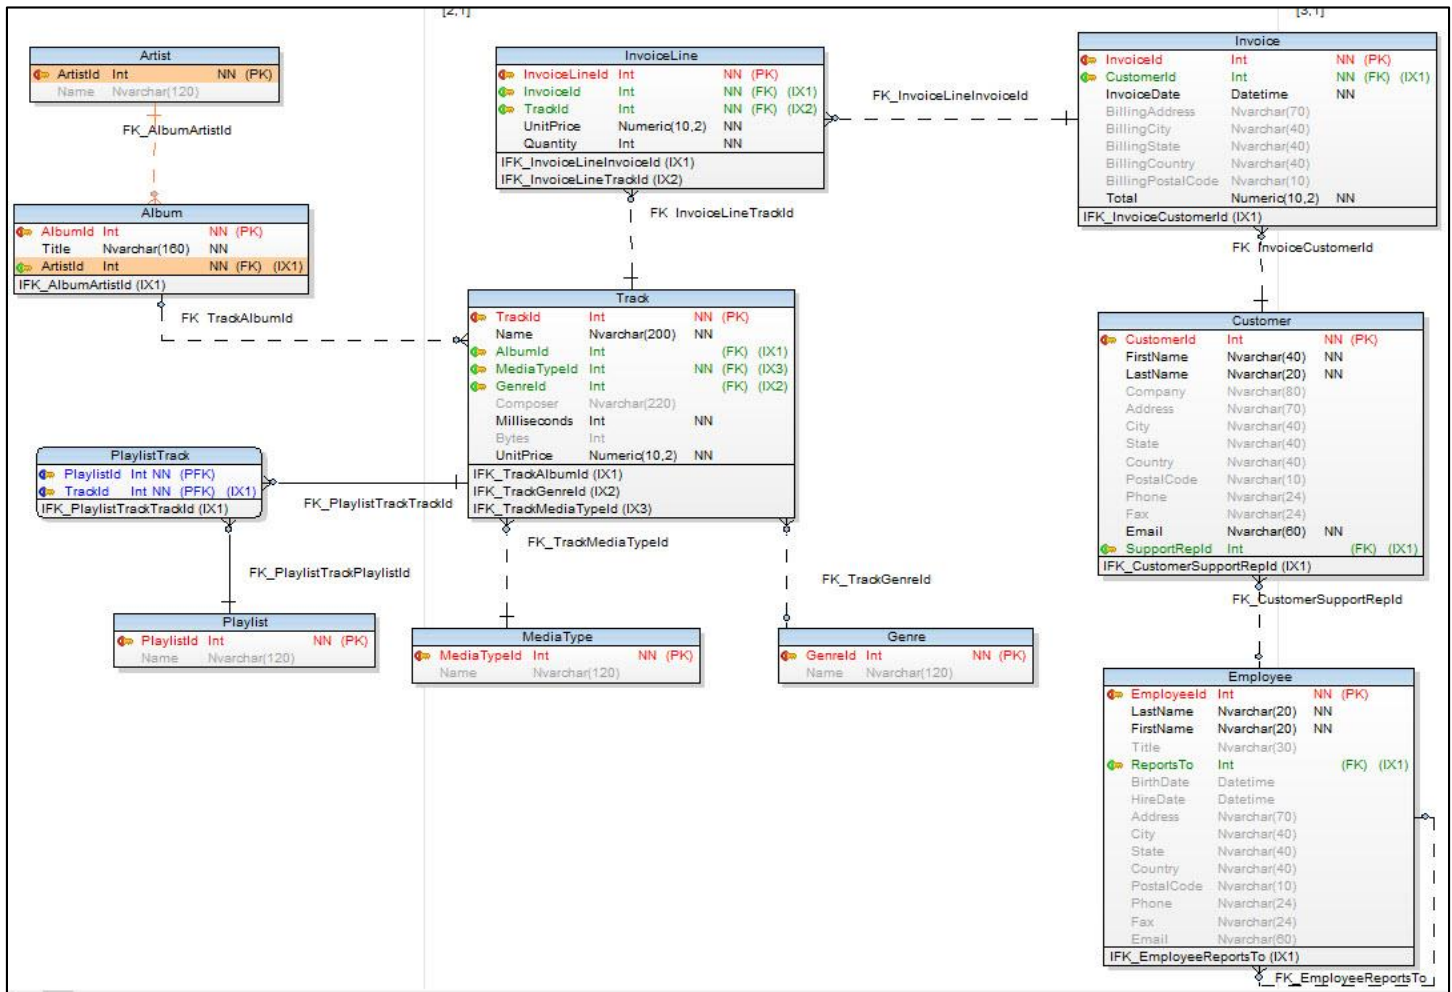 [2,1]
[3,1]
Artist
ArtistId Int NN (PK)
Name Nvarchar(120)
FK_AlbumArtistId
Album
AlbumId Int NN (PK)
Title Nvarchar(160) NN
ArtistId Int NN (FK) (IX1)
IFK_AlbumArtistId (IX1)
FK_TrackAlbumId
InvoiceLine
InvoiceLineId Int NN (PK)
InvoiceId Int NN (FK) (IX1)
TrackId Int NN (FK) (IX2)
UnitPrice Numeric(10,2) NN
Quantity Int NN
IFK_InvoiceLineInvoiceId (IX1)
IFK_InvoiceLineTrackId (IX2)
FK_InvoiceLineInvoiceId
FK_InvoiceLineTrackId
Invoice
InvoiceId Int NN (PK)
CustomerId Int NN (FK) (IX1)
InvoiceDate Datetime NN
BillingAddress Nvarchar(70)
BillingCity Nvarchar(40)
BillingState Nvarchar(40)
BillingCountry Nvarchar(40)
BillingPostalCode Nvarchar(10)
Total Numeric(10,2) NN
IFK_InvoiceCustomerId (IX1)
FK_InvoiceCustomerId
Track
TrackId Int NN (PK)
Name Nvarchar(200) NN
AlbumId Int (FK) (IX1)
MediaTypeId Int NN (FK) (IX3)
GenreId Int (FK) (IX2)
Composer Nvarchar(220)
Milliseconds Int NN
Bytes Int
UnitPrice Numeric(10,2) NN
IFK_TrackAlbumId (IX1)
IFK_TrackGenreId (IX2)
IFK_TrackMediaTypeId (IX3)
Customer
CustomerId Int NN (PK)
FirstName Nvarchar(40) NN
LastName Nvarchar(20) NN
Company Nvarchar(80)
Address Nvarchar(70)
City Nvarchar(40)
State Nvarchar(40)
Country Nvarchar(40)
PostalCode Nvarchar(10)
Phone Nvarchar(24)
Fax Nvarchar(24)
Email Nvarchar(60) NN
SupportRepId Int (FK) (IX1)
IFK_CustomerSupportRepId (IX1)
FK_CustomerSupportRepId
PlaylistTrack
PlaylistId Int NN (PFK)
TrackId Int NN (PFK) (IX1)
IFK_PlaylistTrackTrackId (IX1)
FK_PlaylistTrackTrackId
FK_PlaylistTrackPlaylistId
FK_TrackMediaTypeId
FK_TrackGenreId
Playlist
PlaylistId Int NN (PK)
Name Nvarchar(120)
MediaType
MediaTypeId Int NN (PK)
Name Nvarchar(120)
Genre
GenreId Int NN (PK)
Name Nvarchar(120)
Employee
EmployeeId Int NN (PK)
LastName Nvarchar(20) NN
FirstName Nvarchar(20) NN
Title Nvarchar(30)
ReportsTo Int (FK) (IX1)
BirthDate Datetime
HireDate Datetime
Address Nvarchar(70)
City Nvarchar(40)
State Nvarchar(40)
Country Nvarchar(40)
PostalCode Nvarchar(10)
Phone Nvarchar(24)
Fax Nvarchar(24)
Email Nvarchar(60)
IFK_EmployeeReportsTo (IX1)
FK_EmployeeReportsTo